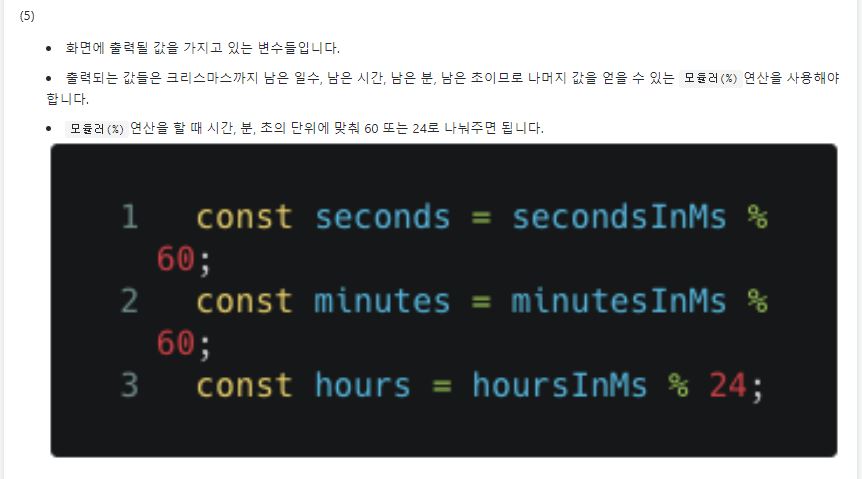 (5)
• 화면에 출력될 값을 가지고 있는 변수들입니다.
• 출력되는 값들은 크리스마스까지 남은 일수, 남은 시간, 남은 분, 남은 초이므로 나머지 값을 얻을 수 있는 모듈러(%) 연산을 사용해야
합니다.
• 모듈러(%) 연산을 할 때 시간, 분, 초의 단위에 맞춰 60 또는 24로 나눠주면 됩니다.
1 const seconds = secondsInMs %
60;
2 const minutes = minutesInMs %
60;
3 const hours = hoursInMs % 24;